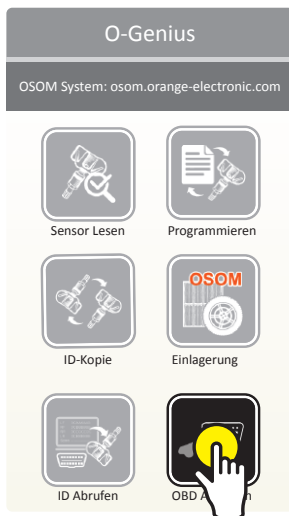 O-Genius
OSOM System: osom.orange-electronic.com
Sensor Lesen Programmieren
OSOM
ID-Kopie Einlagerung
ID Abrufen OBD